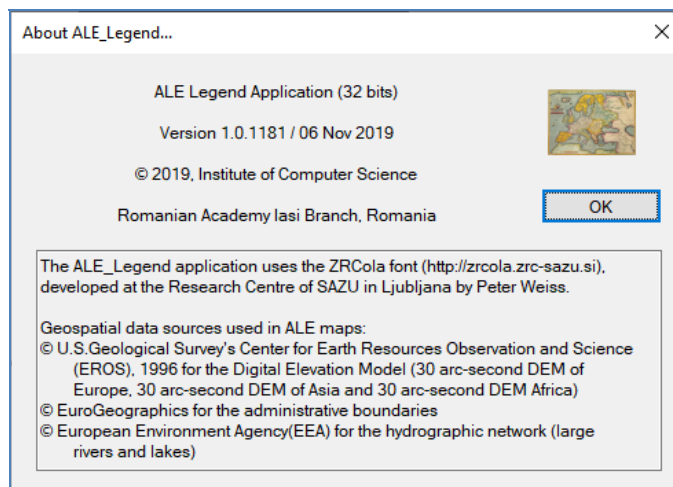 About ALE_Legend...
ALE Legend Application (32 bits)
Version 1.0.1181 / 06 Nov 2019
© 2019, Institute of Computer Science
Romanian Academy Iasi Branch, Romania
OK
The ALE_Legend application uses the ZRCola font (http://zrcola.zrc-sazu.si),
developed at the Research Centre of SAZU in Ljubljana by Peter Weiss.
Geospatial data sources used in ALE maps:
© U.S.Geological Survey's Center for Earth Resources Observation and Science
(EROS), 1996 for the Digital Elevation Model (30 arc-second DEM of
Europe, 30 arc-second DEM of Asia and 30 arc-second DEM Africa)
© EuroGeographics for the administrative boundaries
© European Environment Agency(EEA) for the hydrographic network (large
rivers and lakes)